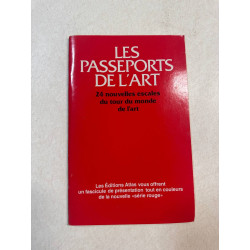 LES
PASSEPORTS
DE L'ART
24 nouvelles escales
du tour du monde
de l'art
Les Editions Atlas vous offrent
un fascicule de présentation tout en couleurs
de la nouvelle «série rouge»